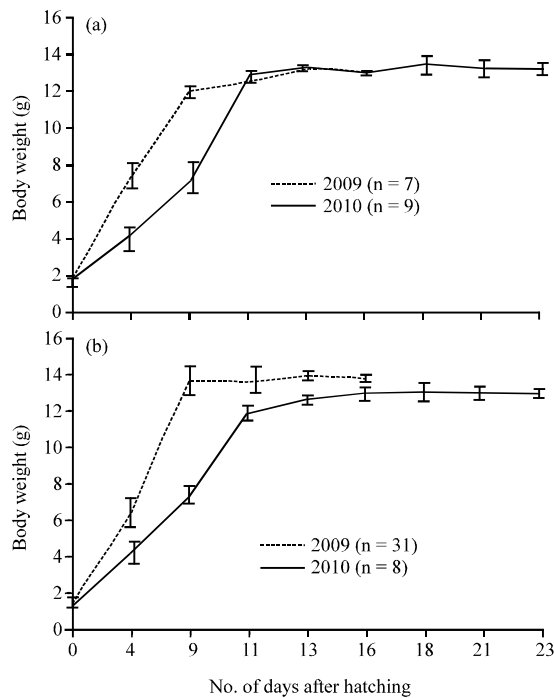 16
(a)
14
12
10
8
6
4
2
0
Body weight (g)
2009 (n = 7)
2010 (n = 9)
16
(b)
14
12
10
8
6
4
2
0
Body weight (g)
2009 (n = 31)
2010 (n = 8)
0 4 9 11 13 16 18 21 23
No. of days after hatching